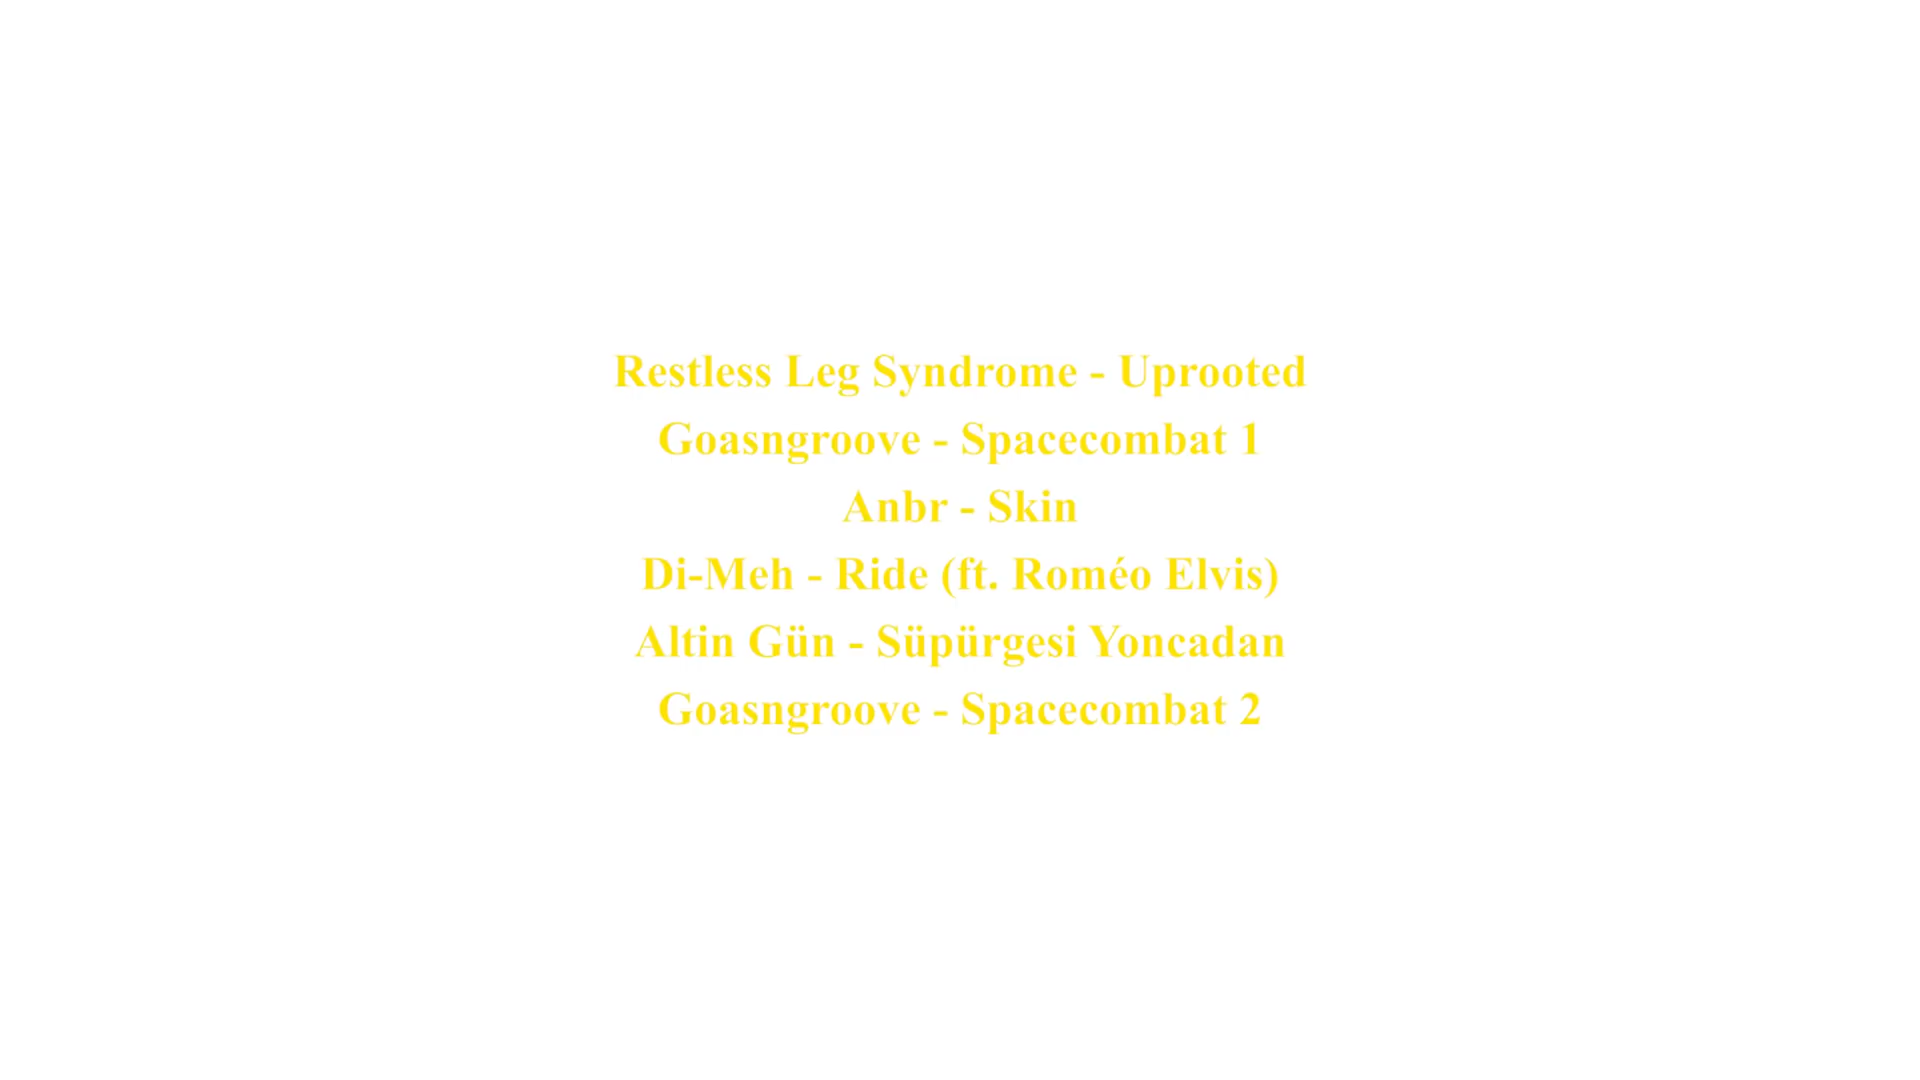 Restless Leg Syndrome - Uprooted
Goasngroove - Spacecombat 1
Anbr - Skin
Di-Meh - Ride (ft. Roméo Elvis)
Altin Gün - Süpürgesi Yoncadan
Goasngroove - Spacecombat 2